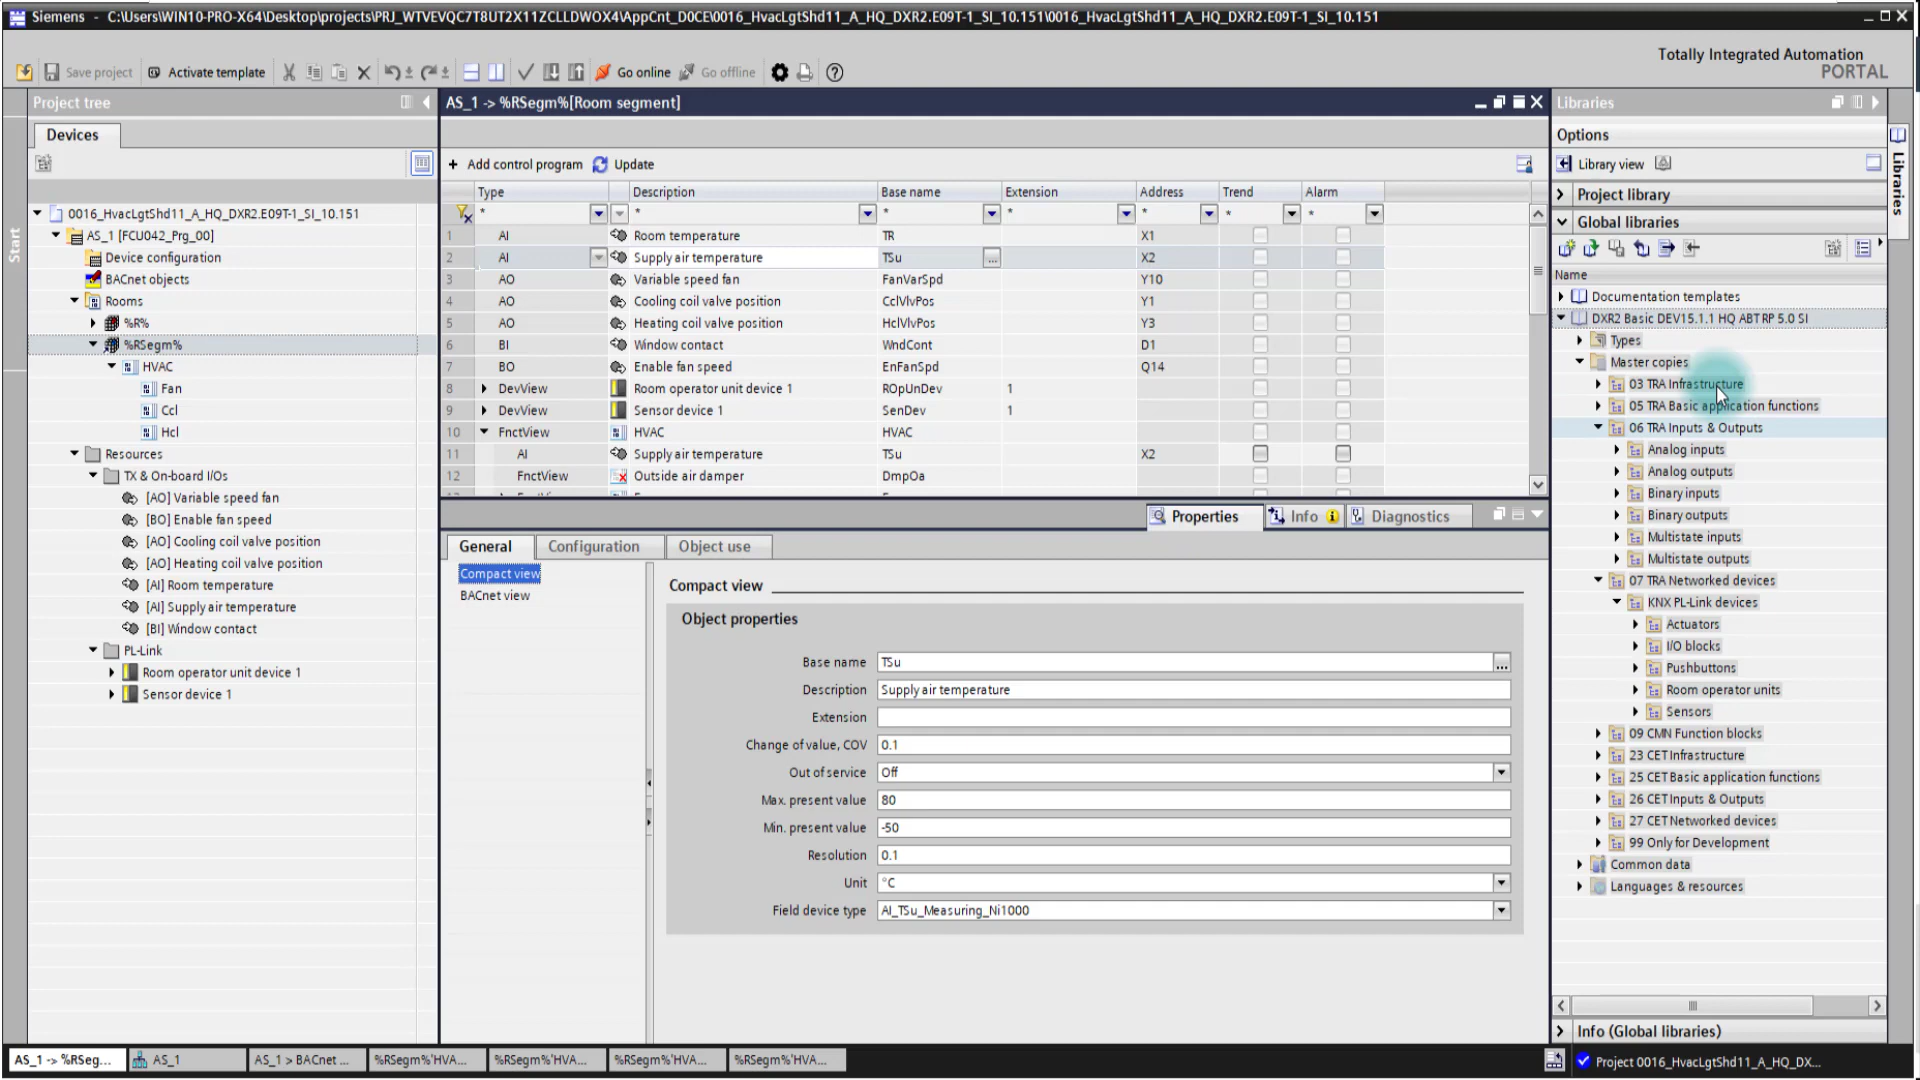 Siemens - C:\Users\WIN10-PRO-X64\Desktop\projects\PRJ_WTVEVQC7T8UT2X11ZCLLDWOX4\AppCnt_D0CE\0016_HvacLgtShd11_A_HQ_DXR2.E09T-1_SI_10.151\0016_HvacLgtShd11_A_HQ_DXR2.E09T-1_SI_10.151
Totally Integrated Automation
PORTAL
Save project Activate template Go online Go offline
Project tree
Devices
Start
0016_HvacLgtShd11_A_HQ_DXR2.E09T-1_SI_10.151
AS_1 [FCU042_Prg_00]
Device configuration
BACnet objects
Rooms
%R%
%RSegm%
HVAC
Fan
Ccl
Hcl
Resources
TX & On-board I/Os
[AO] Variable speed fan
[BO] Enable fan speed
[AO] Cooling coil valve position
[AO] Heating coil valve position
[AI] Room temperature
[AI] Supply air temperature
[BI] Window contact
PL-Link
Room operator unit device 1
Sensor device 1
AS_1 -> %RSegm%[Room segment]
Add control program Update
Type Description Base name Extension Address Trend Alarm
* * * * * * *
1 AI Room temperature TR X1
2 AI Supply air temperature TSu ... X2
3 AO Variable speed fan FanVarSpd Y10
4 AO Cooling coil valve position CclVlvPos Y1
5 AO Heating coil valve position HclVlvPos Y3
6 BI Window contact WndCont D1
7 BO Enable fan speed EnFanSpd Q14
8 DevView Room operator unit device 1 ROpUnDev 1
9 DevView Sensor device 1 SenDev 1
10 FnctView HVAC HVAC
11 AI Supply air temperature TSu X2
12 FnctView Outside air damper DmpOa
Properties Info Diagnostics
General Configuration Object use
Compact view
BACnet view
Compact view
Object properties
Base name TSu ...
Description Supply air temperature
Extension
Change of value, COV 0.1
Out of service Off
Max. present value 80
Min. present value -50
Resolution 0.1
Unit °C
Field device type AI_TSu_Measuring_Ni1000
Libraries
Options
Library view
Project library
Global libraries
Name
Documentation templates
DXR2 Basic DEV15.1.1 HQ ABT RP 5.0 SI
Types
Master copies
03 TRA Infrastructure
05 TRA Basic application functions
06 TRA Inputs & Outputs
Analog inputs
Analog outputs
Binary inputs
Binary outputs
Multistate inputs
Multistate outputs
07 TRA Networked devices
KNX PL-Link devices
Actuators
I/O blocks
Pushbuttons
Room operator units
Sensors
09 CMN Function blocks
23 CET Infrastructure
25 CET Basic application functions
26 CET Inputs & Outputs
27 CET Networked devices
99 Only for Development
Common data
Languages & resources
Info (Global libraries)
Libraries
AS_1 -> %RSeg... AS_1 AS_1 > BACnet ... %RSegm%'HVA... %RSegm%'HVA... %RSegm%'HVA... %RSegm%'HVA...
Project 0016_HvacLgtShd11_A_HQ_DX...